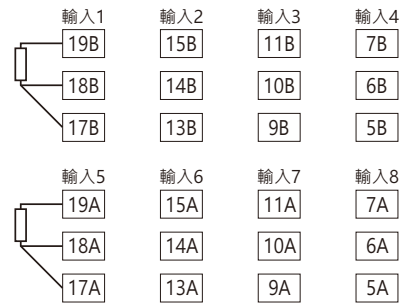 輸入1 輸入2 輸入3 輸入4
19B 15B 11B 7B
18B 14B 10B 6B
17B 13B 9B 5B
輸入5 輸入6 輸入7 輸入8
19A 15A 11A 7A
18A 14A 10A 6A
17A 13A 9A 5A